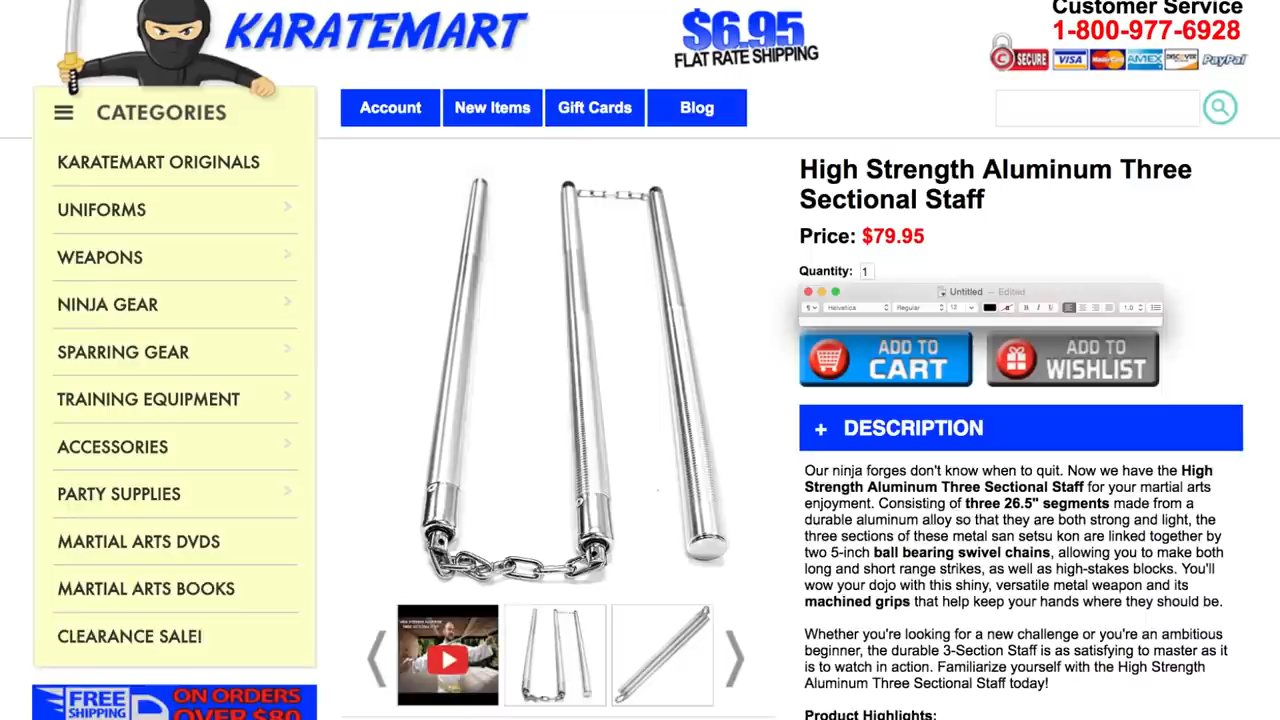 KARATEMART
$6.95
FLAT RATE SHIPPING
Customer Service
1-800-977-6928
SECURE VISA MasterCard AMEX DISCOVER PayPal
CATEGORIES
Account
New Items
Gift Cards
Blog
KARATEMART ORIGINALS
UNIFORMS
WEAPONS
NINJA GEAR
SPARRING GEAR
TRAINING EQUIPMENT
ACCESSORIES
PARTY SUPPLIES
MARTIAL ARTS DVDS
MARTIAL ARTS BOOKS
CLEARANCE SALE!
FREE SHIPPING
ON ORDERS
OVER $80
High Strength Aluminum Three
Sectional Staff
Price: $79.95
Quantity: 1
Untitled — Edited
Helvetica Regular 12 B I U 1.0
ADD TO CART
ADD TO WISHLIST
+ DESCRIPTION
Our ninja forges don't know when to quit. Now we have the High
Strength Aluminum Three Sectional Staff for your martial arts
enjoyment. Consisting of three 26.5" segments made from a
durable aluminum alloy so that they are both strong and light, the
three sections of these metal san setsu kon are linked together by
two 5-inch ball bearing swivel chains, allowing you to make both
long and short range strikes, as well as high-stakes blocks. You'll
wow your dojo with this shiny, versatile metal weapon and its
machined grips that help keep your hands where they should be.
Whether you're looking for a new challenge or you're an ambitious
beginner, the durable 3-Section Staff is as satisfying to master as it
is to watch in action. Familiarize yourself with the High Strength
Aluminum Three Sectional Staff today!
Product Highlights: